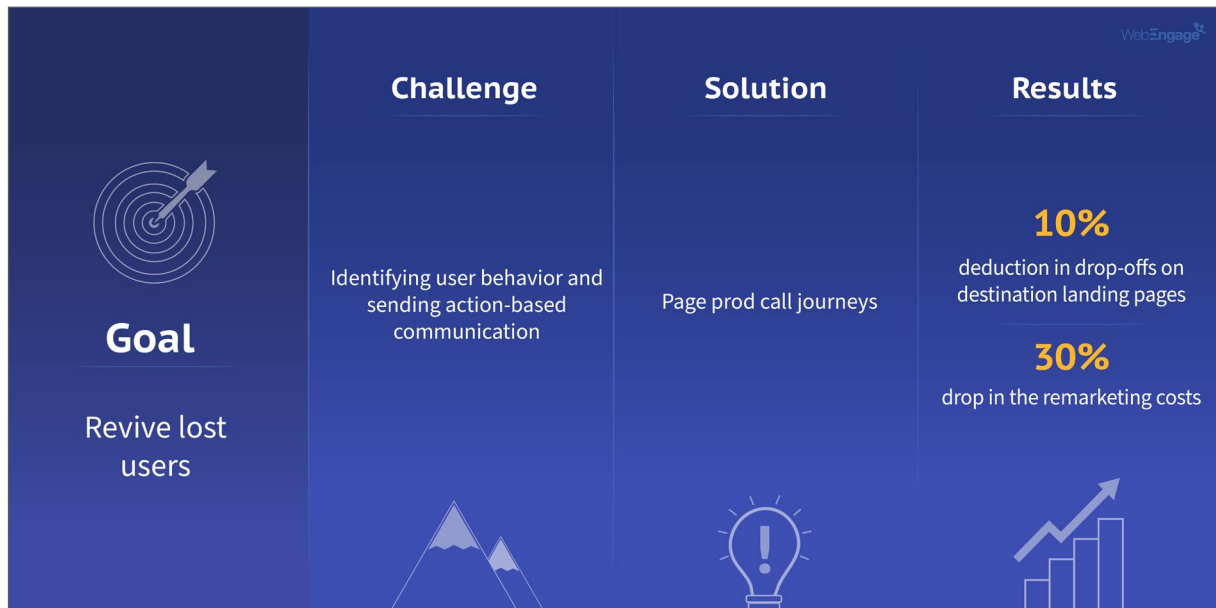 WebEngage
Goal
Revive lost
users
Challenge
Identifying user behavior and
sending action-based
communication
Solution
Page prod call journeys
Results
10%
deduction in drop-offs on
destination landing pages
30%
drop in the remarketing costs